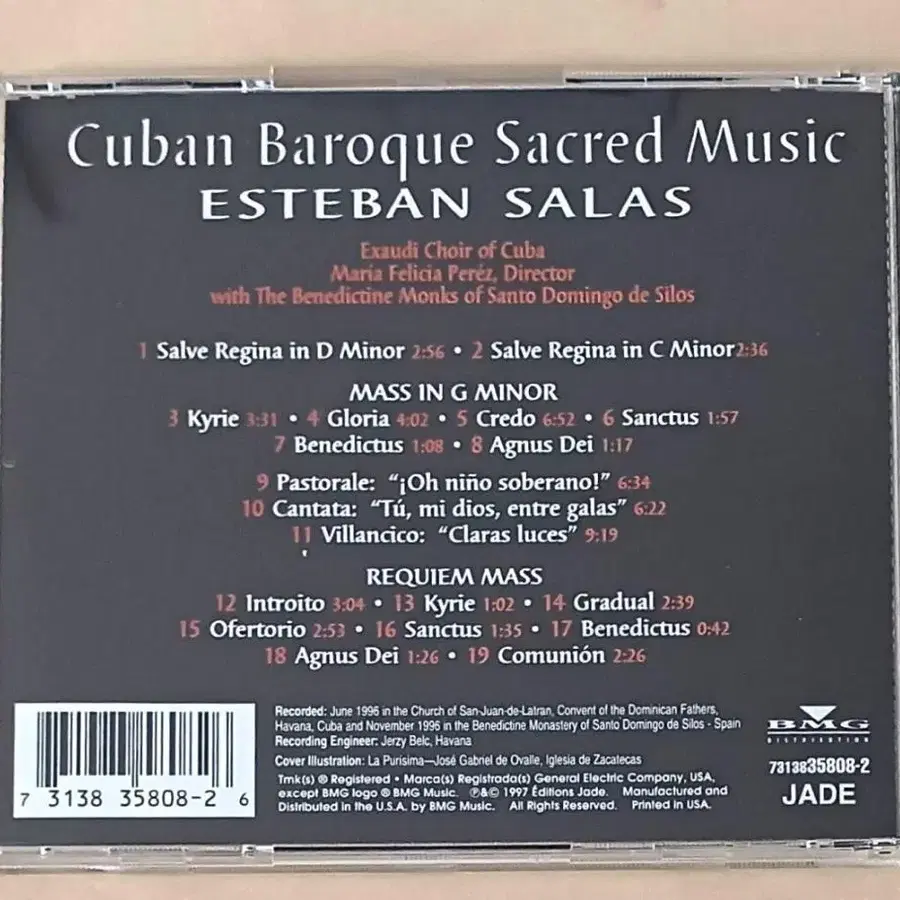 Cuban Baroque Sacred Music
ESTEBAN SALAS
Exaudi Choir of Cuba
María Felicia Peréz, Director
with The Benedictine Monks of Santo Domingo de Silos
1 Salve Regina in D Minor 2:56 • 2 Salve Regina in C Minor 2:36
MASS IN G MINOR
3 Kyrie 3:31 • 4 Gloria 4:02 • 5 Credo 6:52 • 6 Sanctus 1:57
7 Benedictus 1:08 • 8 Agnus Dei 1:17
9 Pastorale: “¡Oh niño soberano!” 6:34
10 Cantata: “Tú, mi dios, entre galas” 6:22
11 Villancico: “Claras luces” 9:19
REQUIEM MASS
12 Introito 3:04 • 13 Kyrie 1:02 • 14 Gradual 2:39
15 Ofertorio 2:53 • 16 Sanctus 1:35 • 17 Benedictus 0:42
18 Agnus Dei 1:26 • 19 Comunión 2:26
Recorded: June 1996 in the Church of San-Juan-de-Latran, Convent of the Dominican Fathers,
Havana, Cuba and November 1996 in the Benedictine Monastery of Santo Domingo de Silos - Spain
Recording Engineer: Jerzy Belc, Havana
Cover Illustration: La Purisima—José Gabriel de Ovalle, Iglesia de Zacatecas
Tmk(s) ® Registered • Marca(s) Registrada(s) General Electric Company, USA,
except BMG logo ® BMG Music. ℗&© 1997 Éditions Jade. Manufactured and
Distributed in the U.S.A. by BMG Music. All Rights Reserved. Printed in USA.
7 3138 35808-2 6
BMG
DISTRIBUTION
7313835808-2
JADE